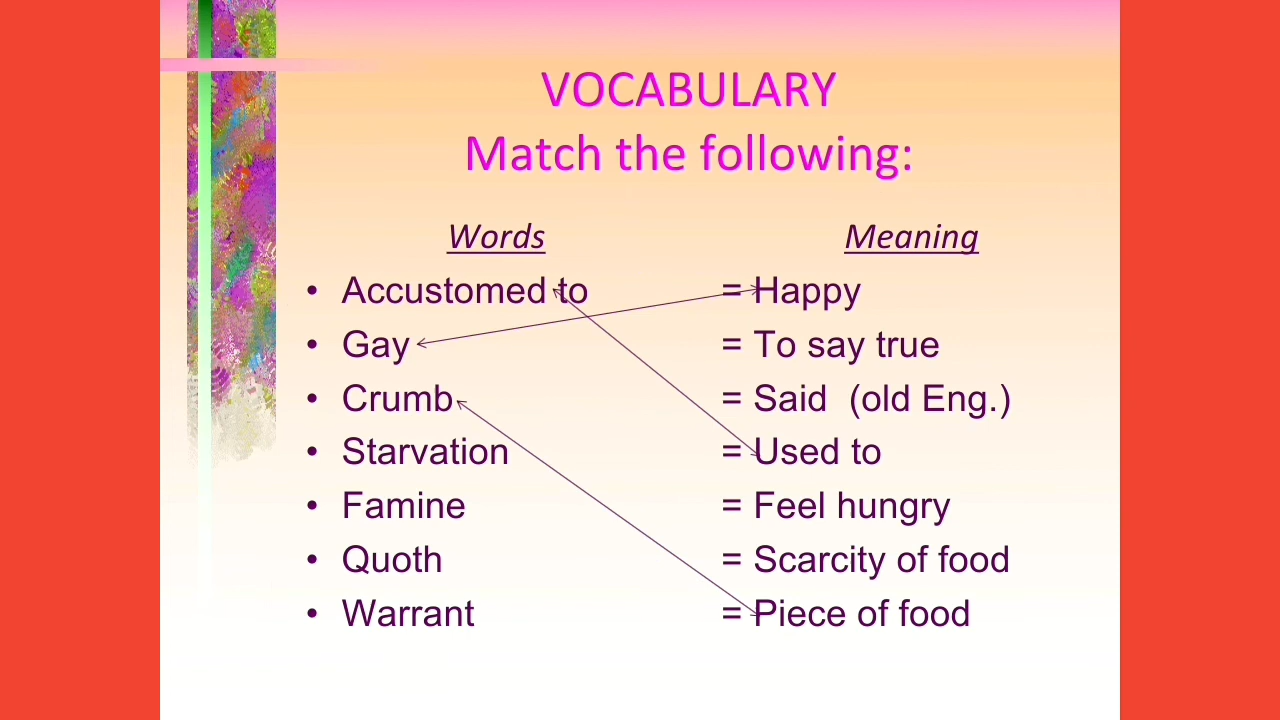 VOCABULARY
Match the following:
Words Meaning
• Accustomed to = Happy
• Gay = To say true
• Crumb = Said (old Eng.)
• Starvation = Used to
• Famine = Feel hungry
• Quoth = Scarcity of food
• Warrant = Piece of food